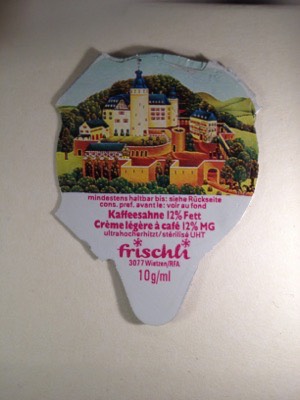 mindestens haltbar bis: siehe Rückseite
cons. pref. avant le: voir au fond
Kaffeesahne 12% Fett
Crème légère à café 12% MG
ultrahocherhitzt/stérilisé UHT
frischli
3077 Wietzen/RFA
10g/ml